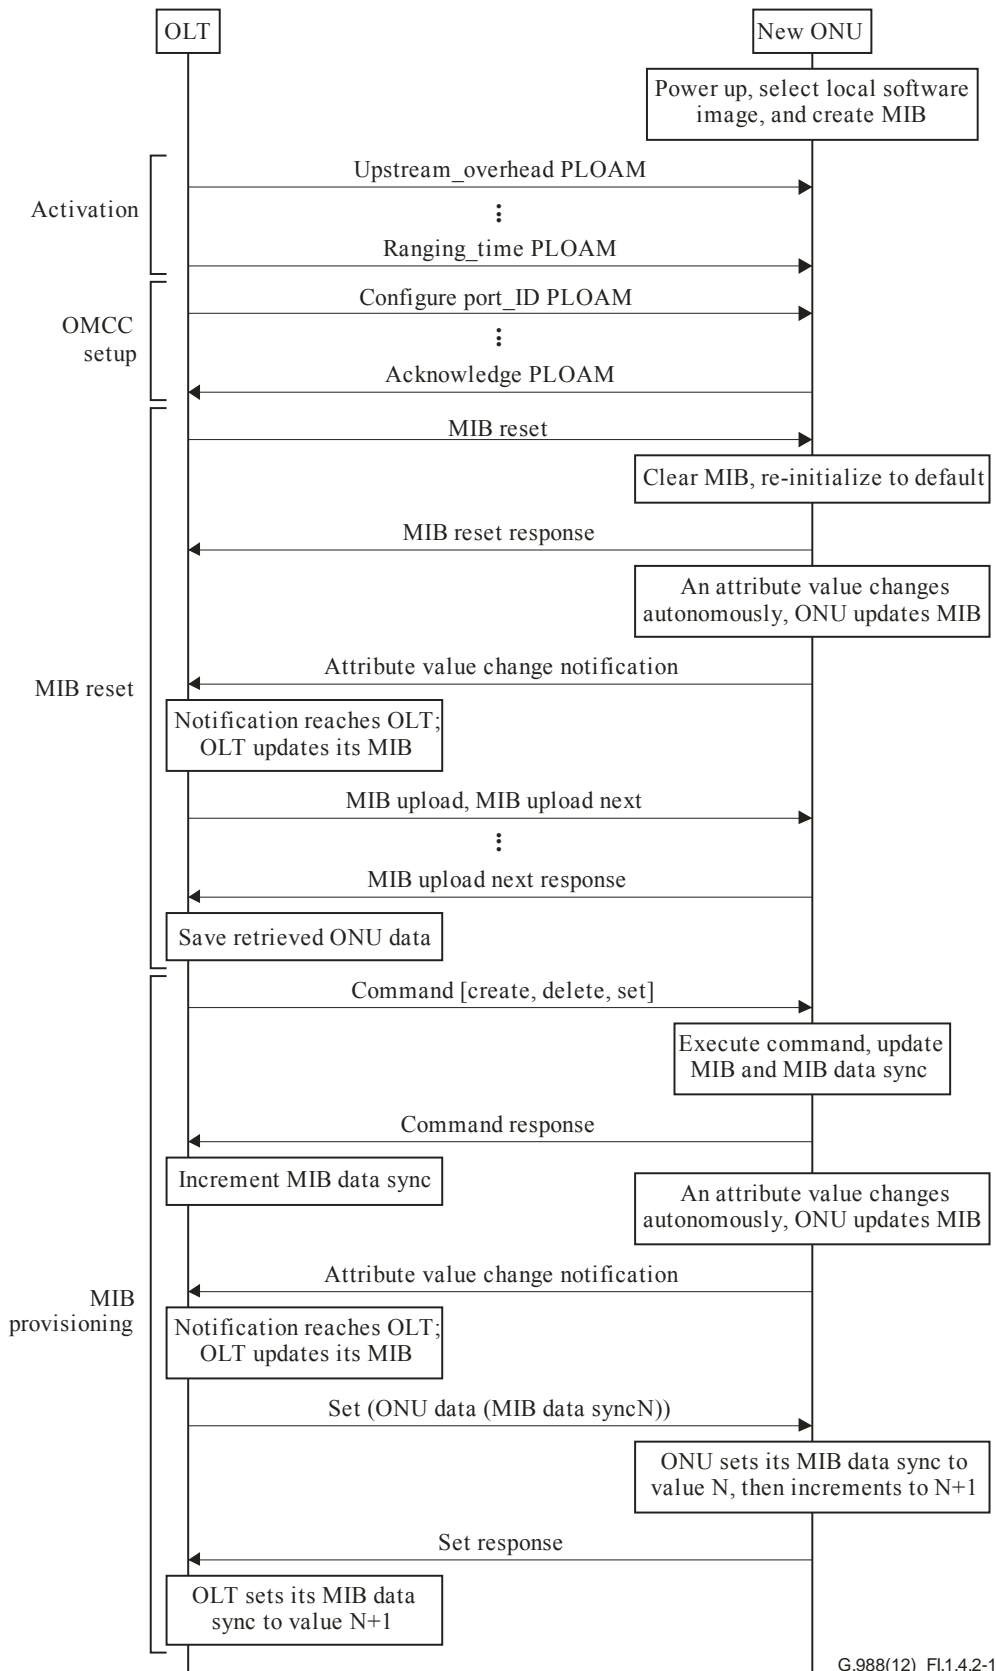 OLT
New ONU
Power up, select local software
image, and create MIB
Upstream_overhead PLOAM
Activation
Ranging_time PLOAM
Configure port_ID PLOAM
OMCC
setup
Acknowledge PLOAM
MIB reset
Clear MIB, re-initialize to default
MIB reset response
An attribute value changes
autonomously, ONU updates MIB
Attribute value change notification
MIB reset
Notification reaches OLT;
OLT updates its MIB
MIB upload, MIB upload next
MIB upload next response
Save retrieved ONU data
Command [create, delete, set]
Execute command, update
MIB and MIB data sync
Command response
Increment MIB data sync
An attribute value changes
autonomously, ONU updates MIB
Attribute value change notification
MIB
provisioning
Notification reaches OLT;
OLT updates its MIB
Set (ONU data (MIB data syncN))
ONU sets its MIB data sync to
value N, then increments to N+1
Set response
OLT sets its MIB data
sync to value N+1
G.988(12)_FI.1.4.2-1